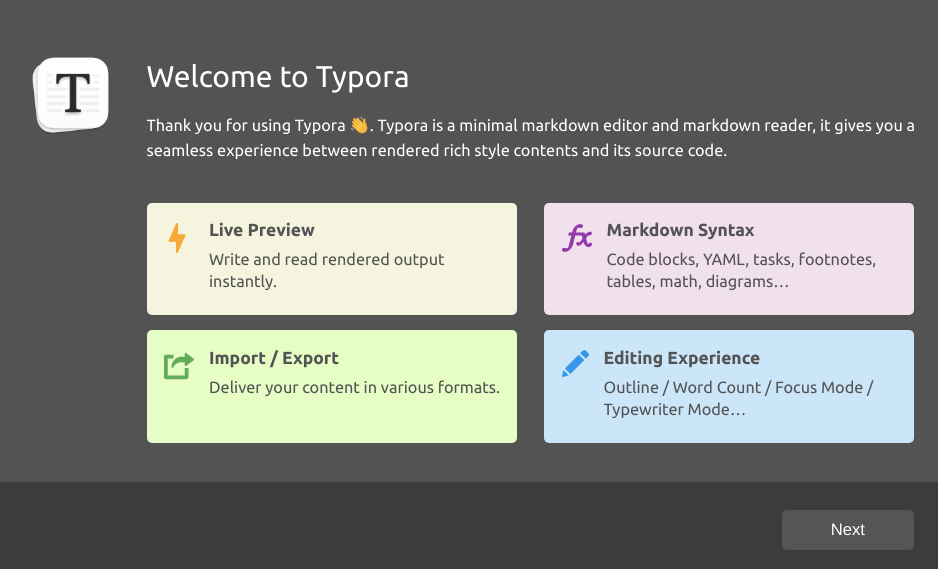 T
Welcome to Typora
Thank you for using Typora 👋. Typora is a minimal markdown editor and markdown reader, it gives you a
seamless experience between rendered rich style contents and its source code.
Live Preview
Write and read rendered output
instantly.
fx
Markdown Syntax
Code blocks, YAML, tasks, footnotes,
tables, math, diagrams…
Import / Export
Deliver your content in various formats.
Editing Experience
Outline / Word Count / Focus Mode /
Typewriter Mode…
Next